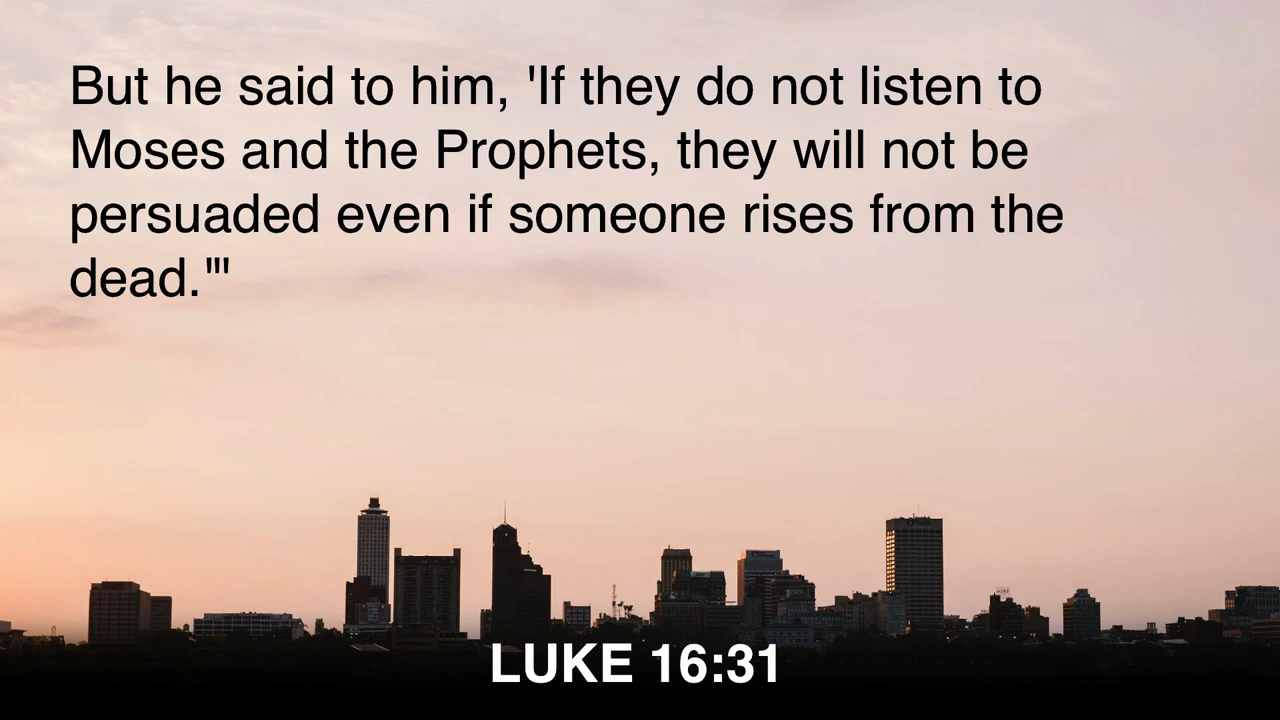 But he said to him, 'If they do not listen to
Moses and the Prophets, they will not be
persuaded even if someone rises from the
dead.'"
LUKE 16:31